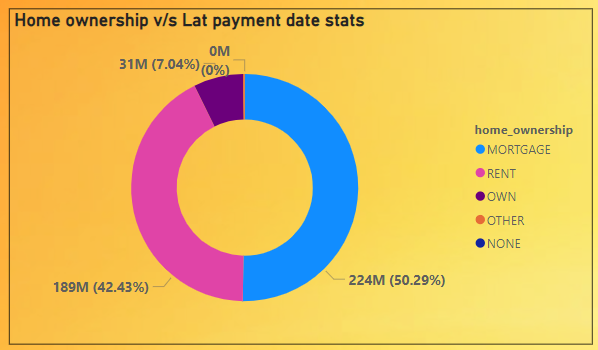 Home ownership v/s Lat payment date stats
0M
(0%)
31M (7.04%)
home_ownership
MORTGAGE
RENT
OWN
OTHER
NONE
189M (42.43%)
224M (50.29%)